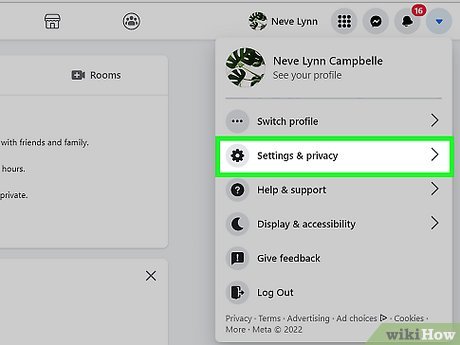 Neve Lynn
16
Neve Lynn Campbelle
See your profile
Rooms
Switch profile
with friends and family.
Settings & privacy
hours.
private.
Help & support
Display & accessibility
Give feedback
Log Out
Privacy · Terms · Advertising · Ad choices · Cookies ·
More · Meta © 2022
wikiHow